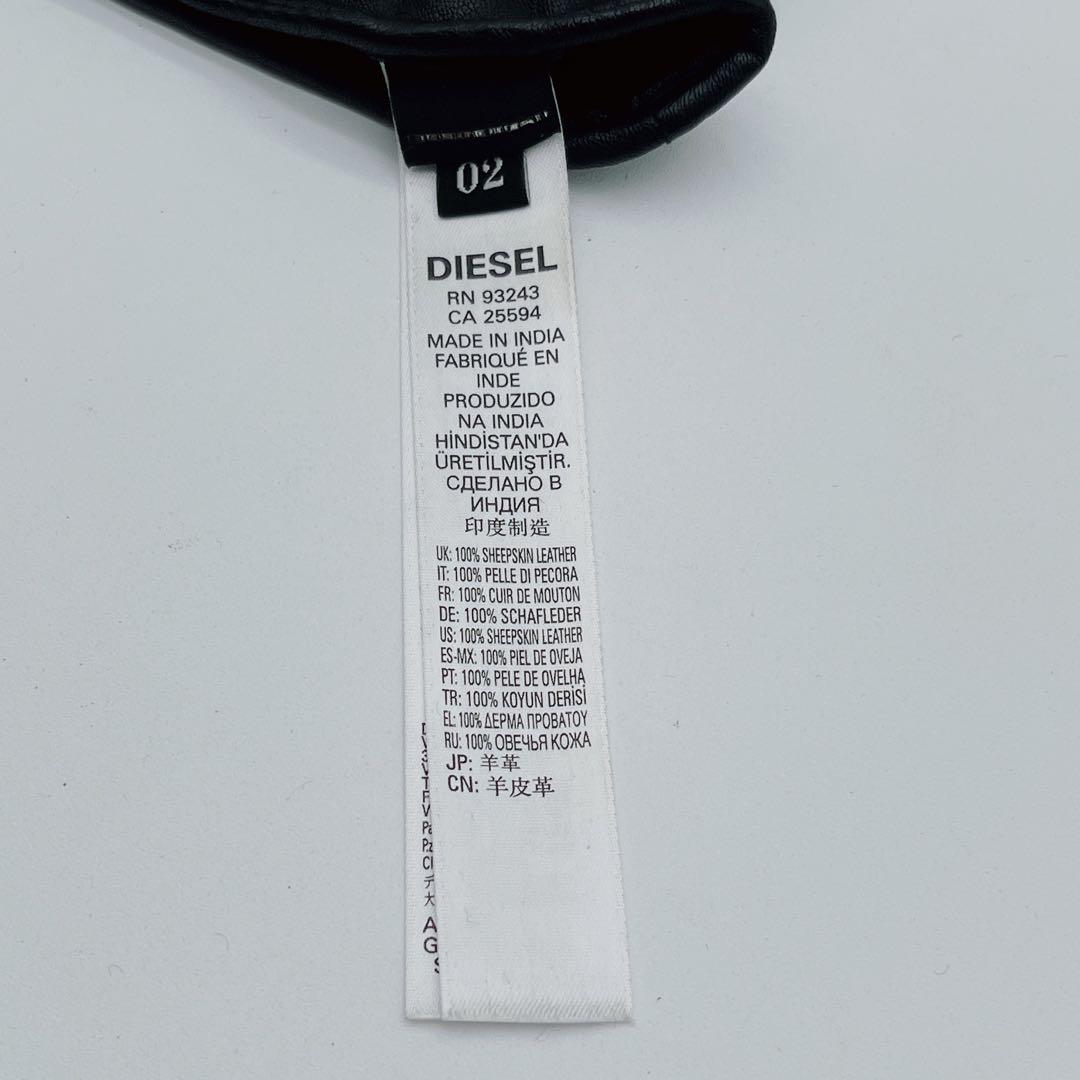 02
DIESEL
RN 93243
CA 25594
MADE IN INDIA
FABRIQUÉ EN
INDE
PRODUZIDO
NA INDIA
HİNDİSTAN'DA
ÜRETİLMİŞTİR.
СДЕЛАНО В
ИНДИЯ
印度制造
UK: 100% SHEEPSKIN LEATHER
IT: 100% PELLE DI PECORA
FR: 100% CUIR DE MOUTON
DE: 100% SCHAFLEDER
US: 100% SHEEPSKIN LEATHER
ES-MX: 100% PIEL DE OVEJA
PT: 100% PELE DE OVELHA
TR: 100% KOYUN DERİSİ
EL: 100% ΔΕΡΜΑ ΠΡΟΒΑΤΟΥ
RU: 100% ОВЕЧЬЯ КОЖА
JP: 羊革
CN: 羊皮革